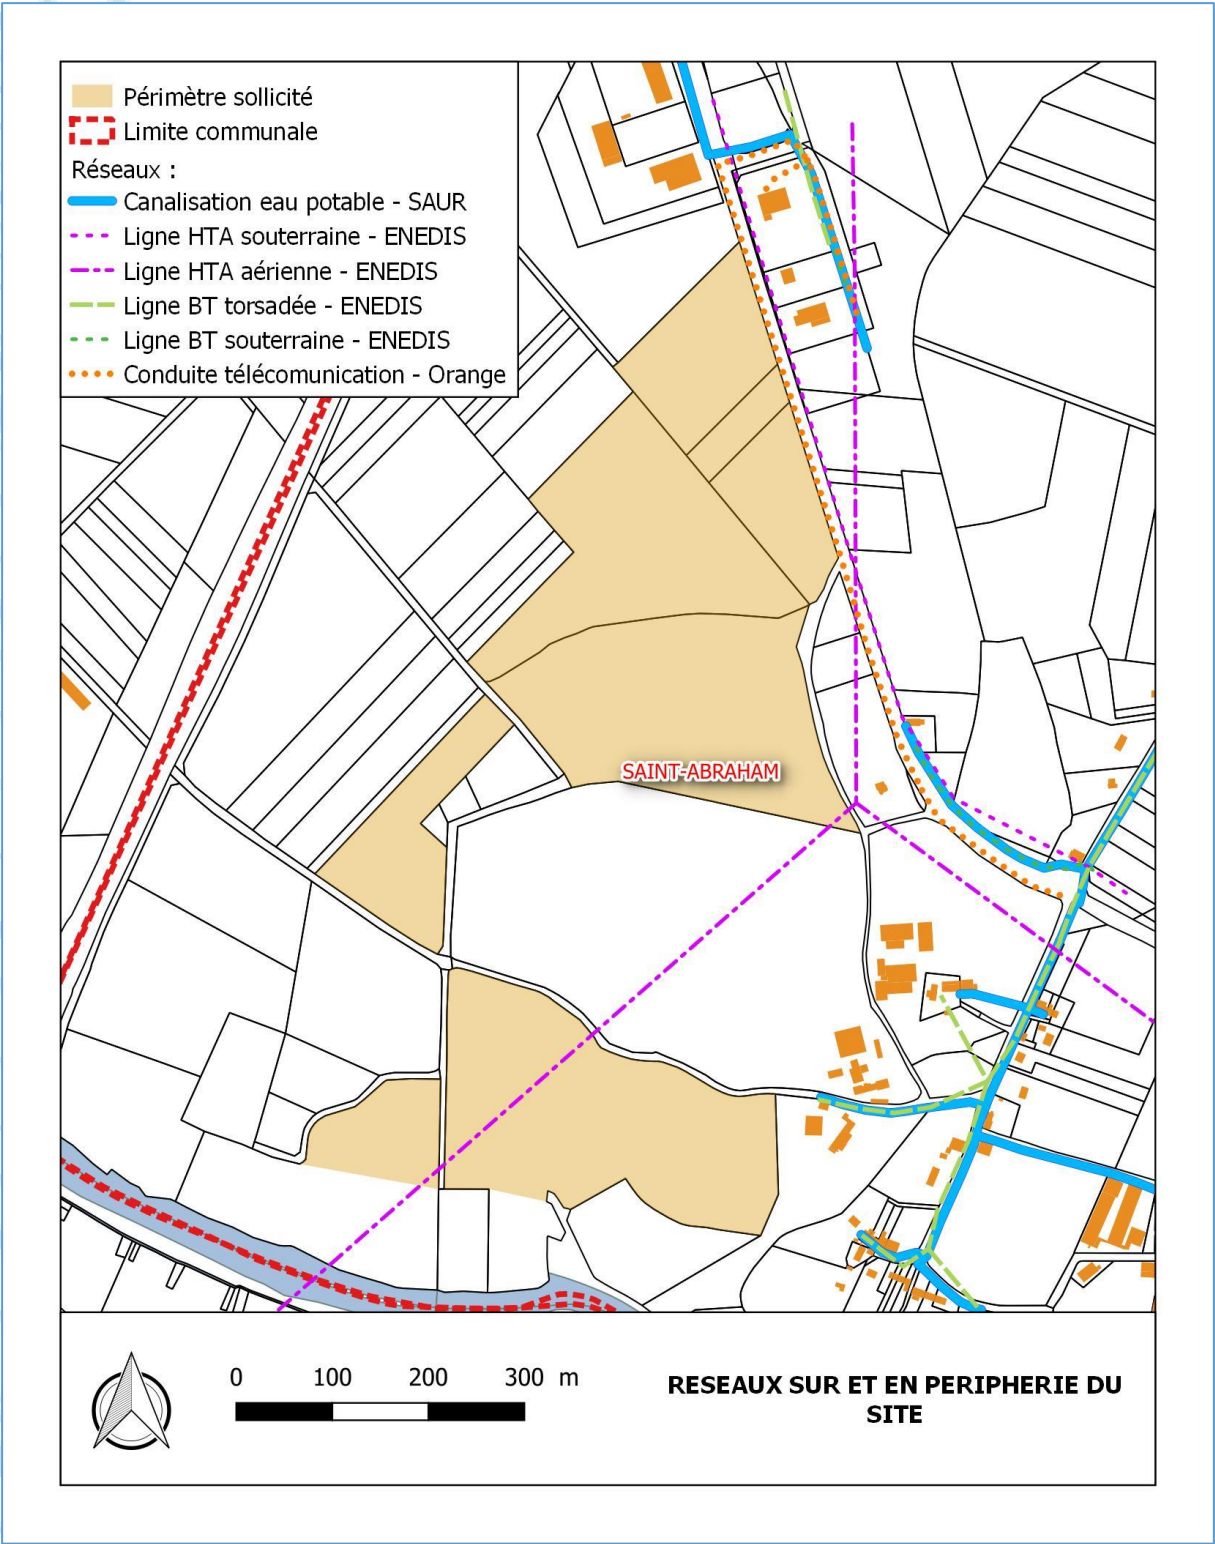 Périmètre sollicité
Limite communale
Réseaux :
Canalisation eau potable - SAUR
Ligne HTA souterraine - ENEDIS
Ligne HTA aérienne - ENEDIS
Ligne BT torsadée - ENEDIS
Ligne BT souterraine - ENEDIS
Conduite télécomunication - Orange
SAINT-ABRAHAM
0 100 200 300 m
RESEAUX SUR ET EN PERIPHERIE DU
SITE